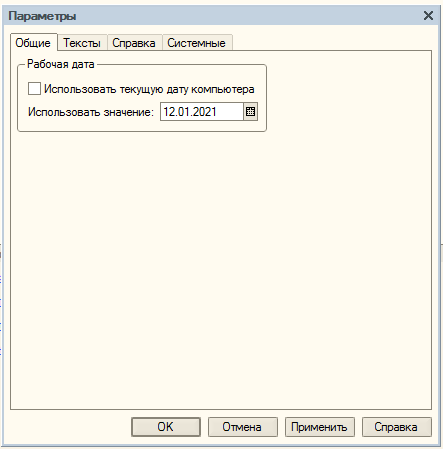 Параметры
Общие Тексты Справка Системные
Рабочая дата
Использовать текущую дату компьютера
Использовать значение: 12.01.2021
OK Отмена Применить Справка